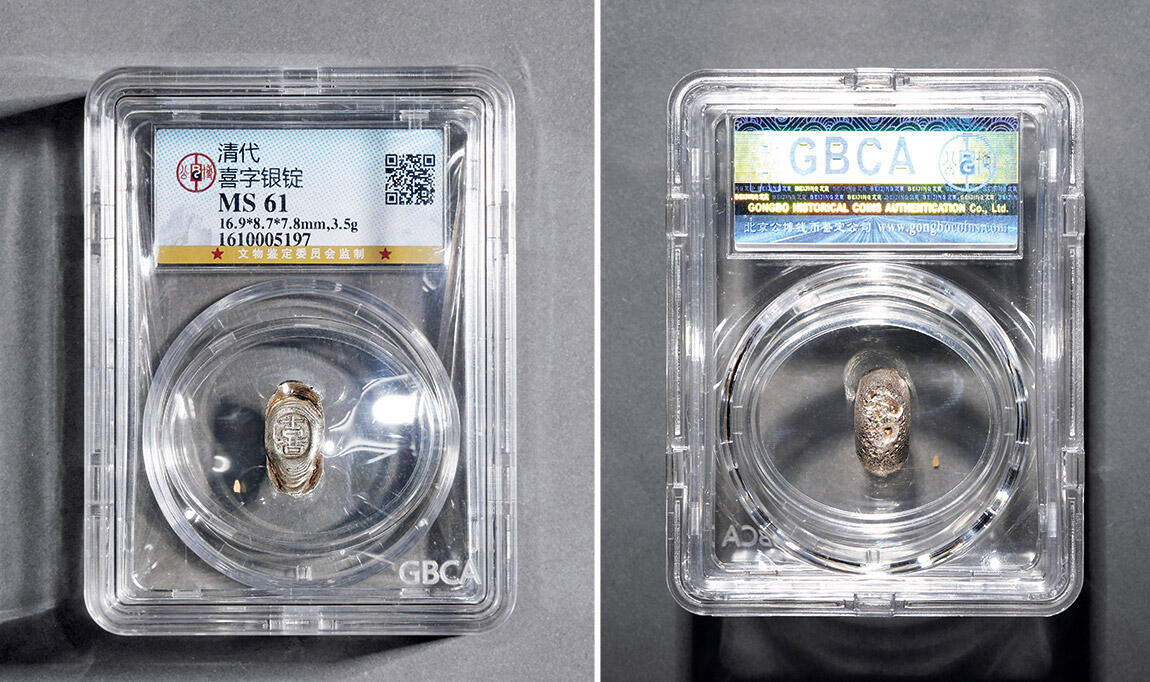 清代
喜字银锭
MS 61
16.9*8.7*7.8mm,3.5g
1610005197
★ 文物鉴定委员会监制 ★
喜
GBCA
GBCA
GONGBO HISTORICAL COINS AUTHENTICATION Co., Ltd.
北京公博钱币鉴定公司 www.gongbocoins.com
GBCA